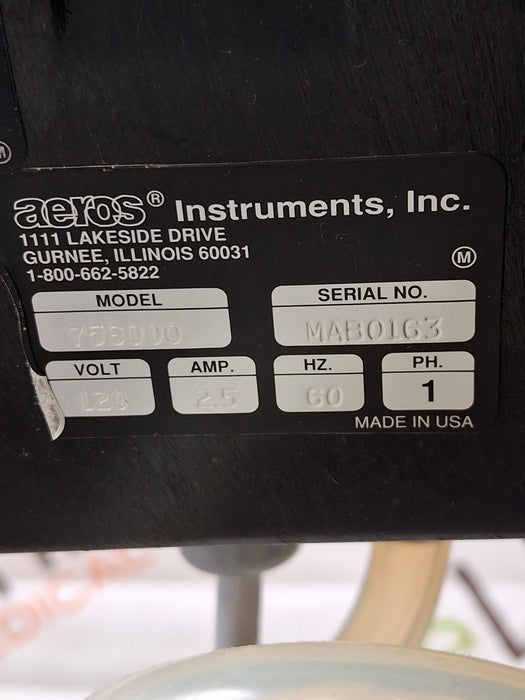 aeros® Instruments, Inc.
1111 LAKESIDE DRIVE
GURNEE, ILLINOIS 60031
1-800-662-5822
M
MODEL
756000
SERIAL NO.
MAB0163
VOLT
120
AMP.
2.5
HZ.
60
PH.
1
MADE IN USA